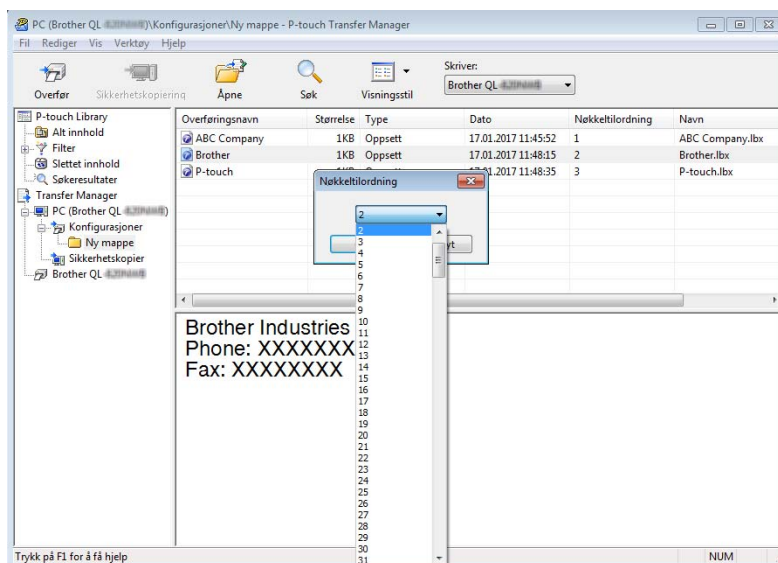 PC (Brother QL )\Konfigurasjoner\Ny mappe - P-touch Transfer Manager
Fil Rediger Vis Verktøy Hjelp
Overfør Sikkerhetskopiering Åpne Søk Visningsstil
Skriver:
Brother QL
P-touch Library
Alt innhold
Filter
Slettet innhold
Søkeresultater
Transfer Manager
PC (Brother QL )
Konfigurasjoner
Ny mappe
Sikkerhetskopier
Brother QL
Overføringsnavn Størrelse Type Dato Nøkkeltilordning Navn
ABC Company 1KB Oppsett 17.01.2017 11:45:52 1 ABC Company.lbx
Brother 1KB Oppsett 17.01.2017 11:48:15 2 Brother.lbx
P-touch 11:48:35 3 P-touch.lbx
Nøkkeltilordning
2
2
3
4
5
6
7
8
9
10
11
12
13
14
15
16
17
18
19
20
21
22
23
24
25
26
27
28
29
30
31
Brother Industries
Phone: XXXXXXX
Fax: XXXXXXXX
Trykk på F1 for å få hjelp
NUM